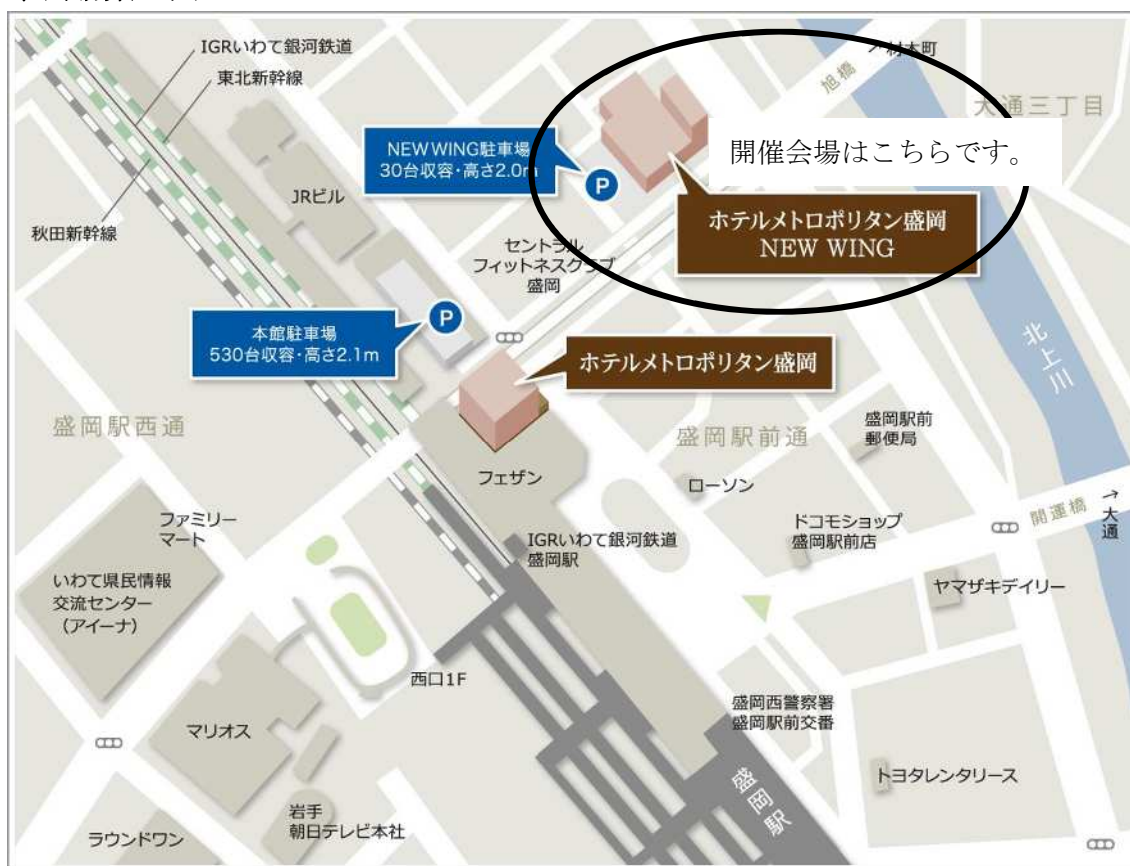 IGRいわて銀河鉄道
東北新幹線
材木町
旭橋
大通三丁目
NEW WING駐車場
30台収容・高さ2.0m
P
開催会場はこちらです。
JRビル
秋田新幹線
ホテルメトロポリタン盛岡
NEW WING
セントラル
フィットネスクラブ
盛岡
本館駐車場
530台収容・高さ2.1m
P
北上川
ホテルメトロポリタン盛岡
盛岡駅西通
盛岡駅前通
盛岡駅前
郵便局
フェザン
ローソン
ファミリー
マート
IGRいわて銀河鉄道
盛岡駅
ドコモショップ
盛岡駅前店
開運橋
→大通
いわて県民情報
交流センター
(アイーナ)
ヤマザキデイリー
西口1F
盛岡西警察署
盛岡駅前交番
マリオス
盛岡駅
トヨタレンタリース
岩手
朝日テレビ本社
ラウンドワン